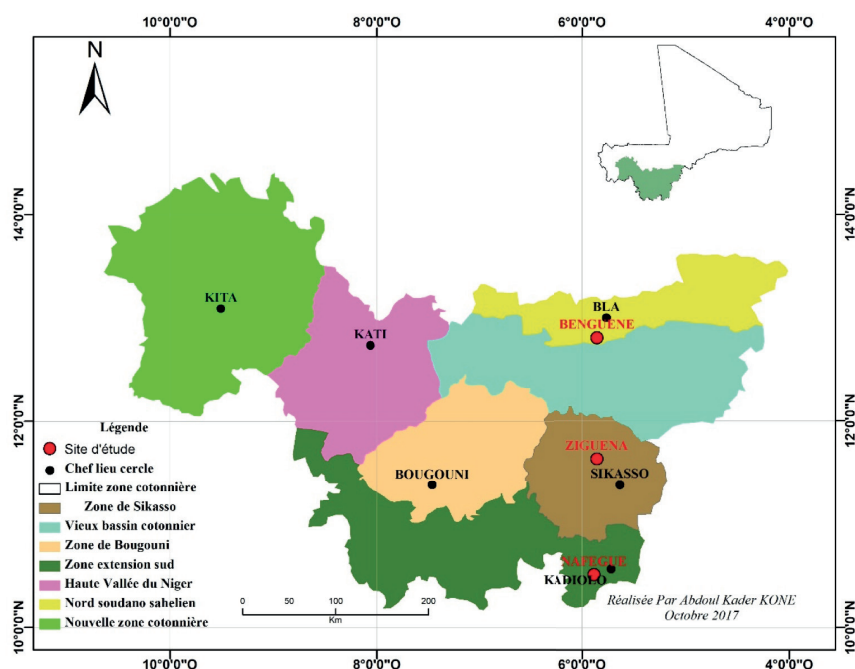 10°0'0"O 8°0'0"O 6°0'0"O 4°0'0"O
N
14°0'0"N 14°0'0"N
KITA
BLA
BENGUENE
KATI
12°0'0"N 12°0'0"N
ZIGUENA
BOUGOUNI
SIKASSO
NAFEGUE
KADIOLO
Légende
Site d'étude
Chef lieu cercle
Limite zone cotonnière
Zone de Sikasso
Vieux bassin cotonnier
Zone de Bougouni
Zone extension sud
Haute Vallée du Niger
Nord soudano sahelien
Nouvelle zone cotonnière
0 50 100 200
Km
Réalisée Par Abdoul Kader KONE
Octobre 2017
10°0'0"N 10°0'0"N
10°0'0"O 8°0'0"O 6°0'0"O 4°0'0"O